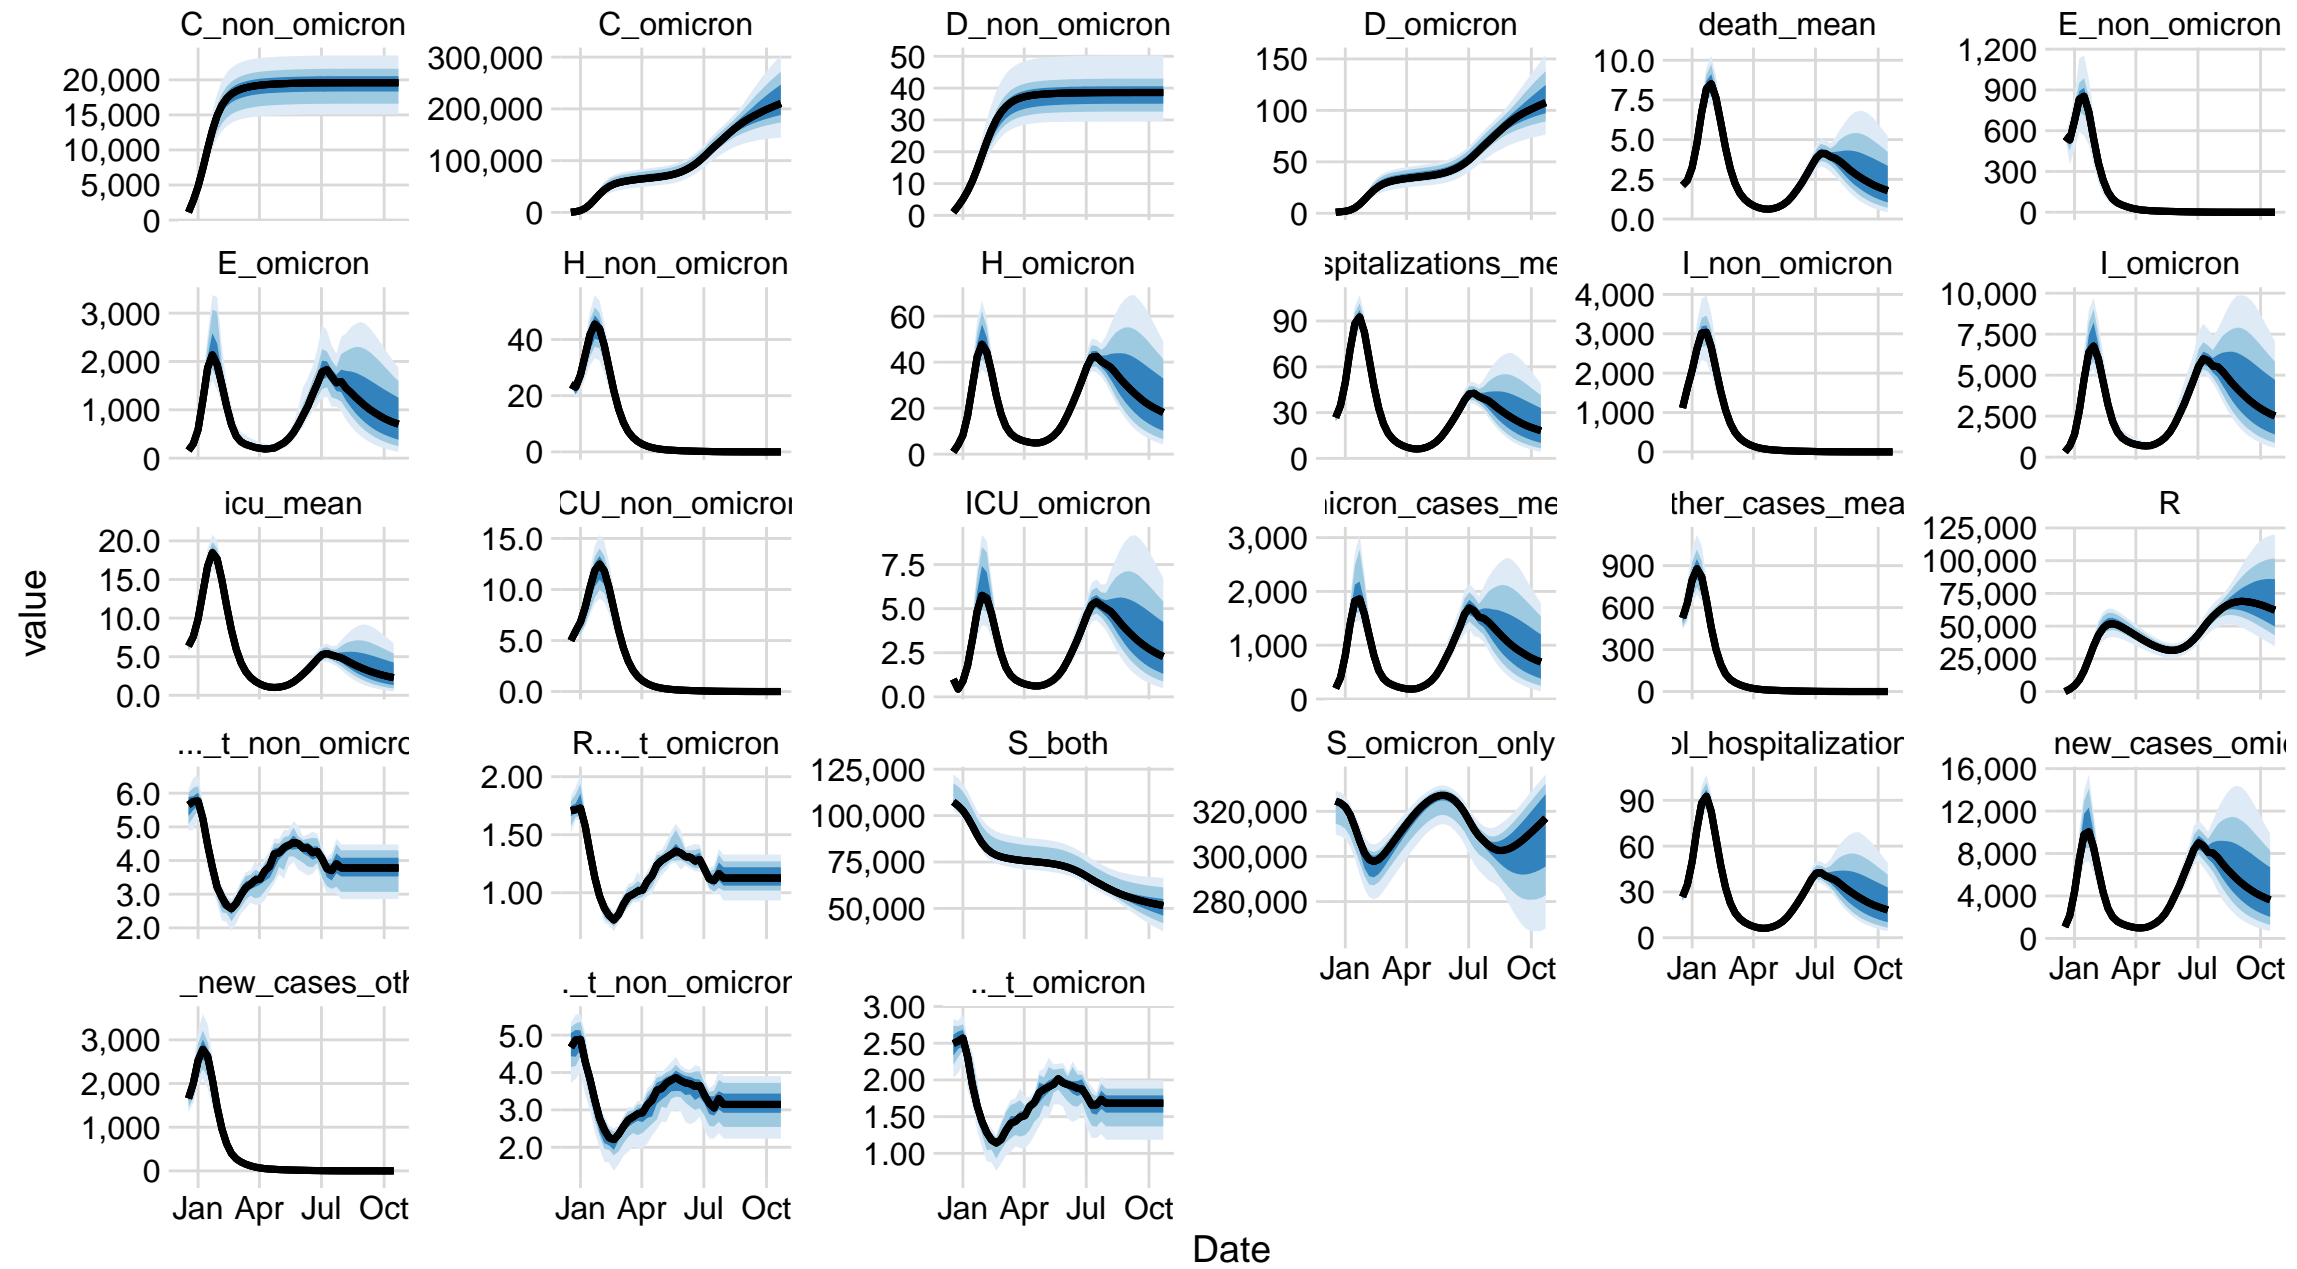 C_non_omicron C_omicron D_non_omicron D_omicron death_mean E_non_omicron
20,000 15,000 10,000 5,000 0
300,000 200,000 100,000 0
50 40 30 20 10 0
150 100 50 0
10.0 7.5 5.0 2.5 0.0
1,200 900 600 300 0
E_omicron H_non_omicron H_omicron spitalizations_me I_non_omicron I_omicron
3,000 2,000 1,000 0
40 20 0
60 40 20 0
90 60 30 0
4,000 3,000 2,000 1,000 0
10,000 7,500 5,000 2,500 0
icu_mean CU_non_omicron ICU_omicron icron_cases_me ther_cases_mea R
20.0 15.0 10.0 5.0 0.0
15.0 10.0 5.0 0.0
7.5 5.0 2.5 0.0
3,000 2,000 1,000 0
900 600 300 0
125,000 100,000 75,000 50,000 25,000 0
..._t_non_omicro R..._t_omicron S_both S_omicron_only ol_hospitalization new_cases_omi
6.0 5.0 4.0 3.0 2.0
2.00 1.50 1.00
125,000 100,000 75,000 50,000
320,000 300,000 280,000
90 60 30 0
16,000 12,000 8,000 4,000 0
Jan Apr Jul Oct Jan Apr Jul Oct Jan Apr Jul Oct
_new_cases_oth ._t_non_omicron .._t_omicron
3,000 2,000 1,000 0
5.0 4.0 3.0 2.0
3.00 2.50 2.00 1.50 1.00
Jan Apr Jul Oct Jan Apr Jul Oct Jan Apr Jul Oct
value
Date